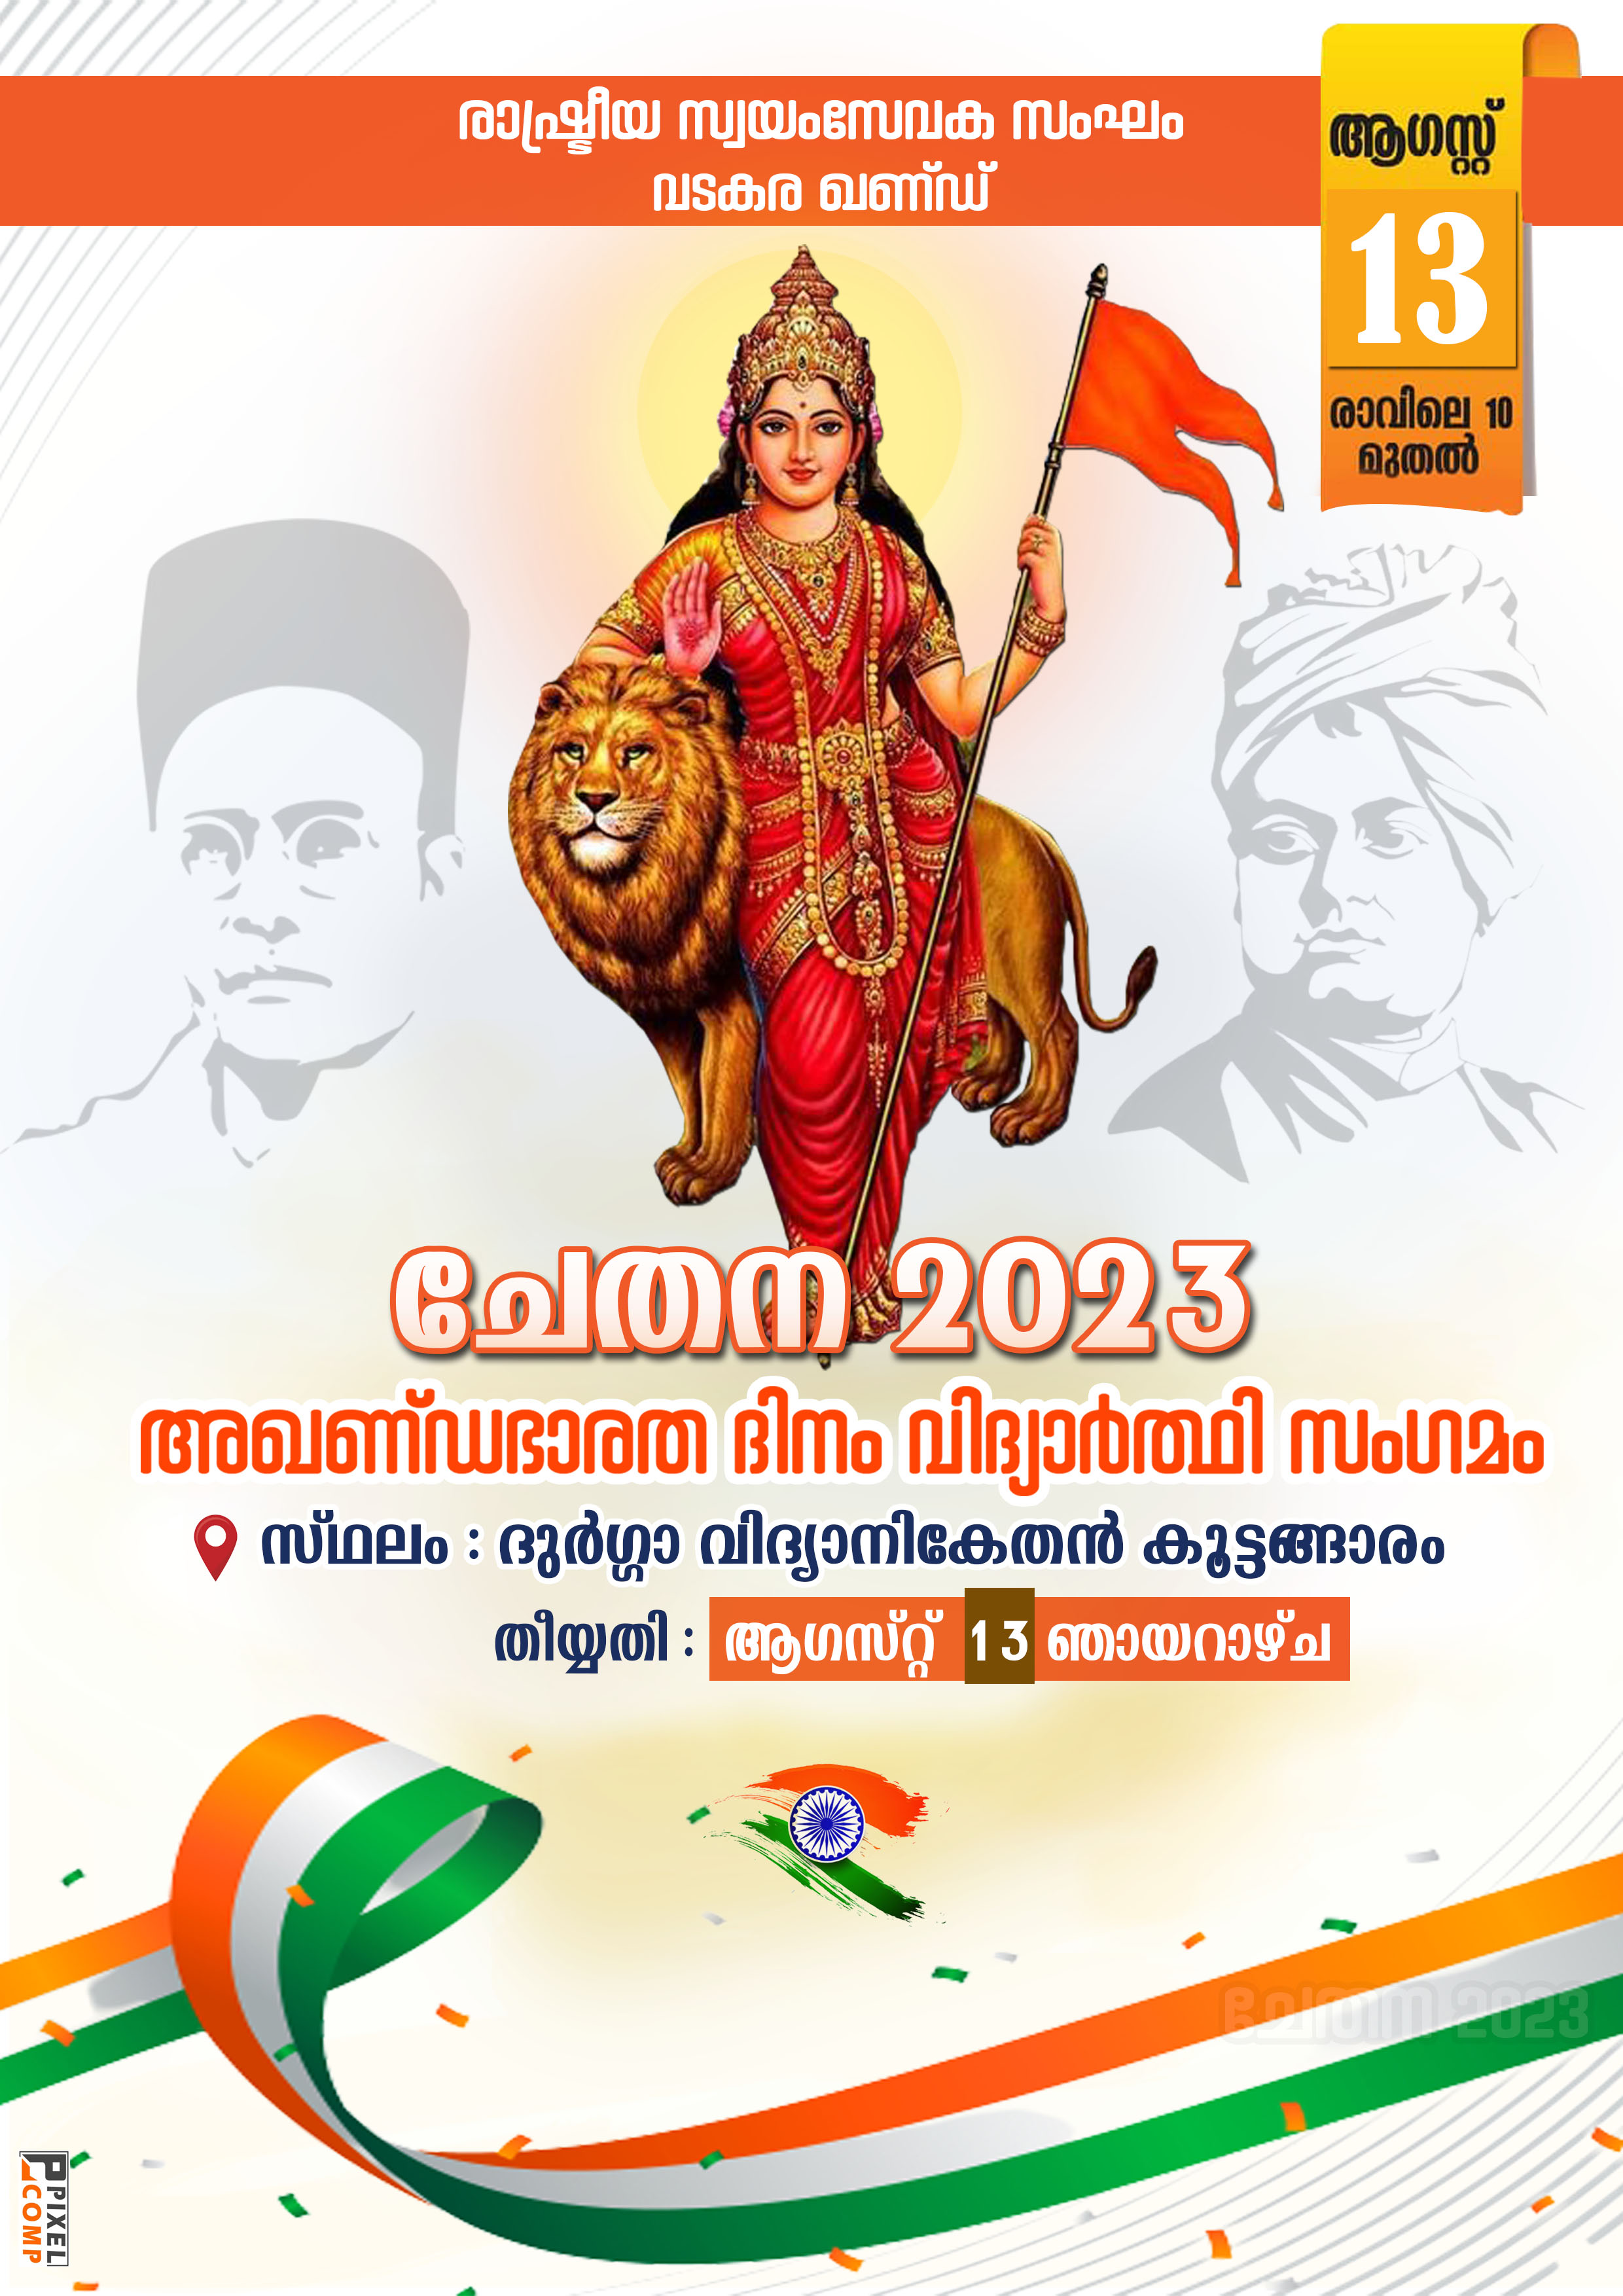 രാഷ്ട്രീയ സ്വയംസേവക സംഘം
വടകര ഖണ്ഡ്
ആഗസ്റ്റ്
13
രാവിലെ 10
മുതൽ
ചേതന 2023
അഖണ്ഡഭാരത ദിനം വിദ്യാർത്ഥി സംഗമം
സ്ഥലം : ദുർഗ്ഗാ വിദ്യാനികേതൻ കൂട്ടങ്ങാരം
തീയ്യതി : ആഗസ്റ്റ് 13 ഞായറാഴ്ച
ചേതന 2023
PIXEL
COMP